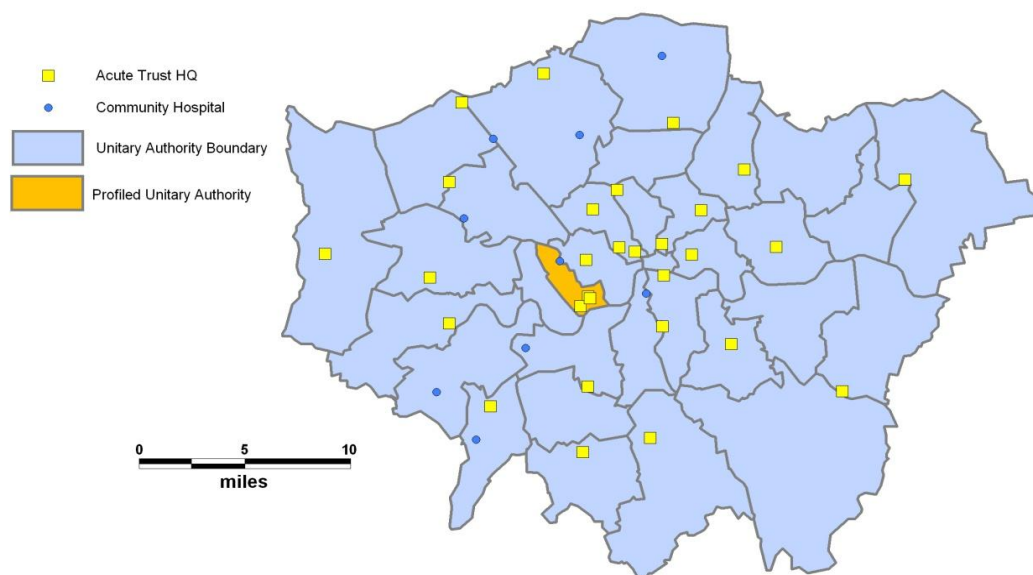 Acute Trust HQ
Community Hospital
Unitary Authority Boundary
Profiled Unitary Authority
0 5 10
miles